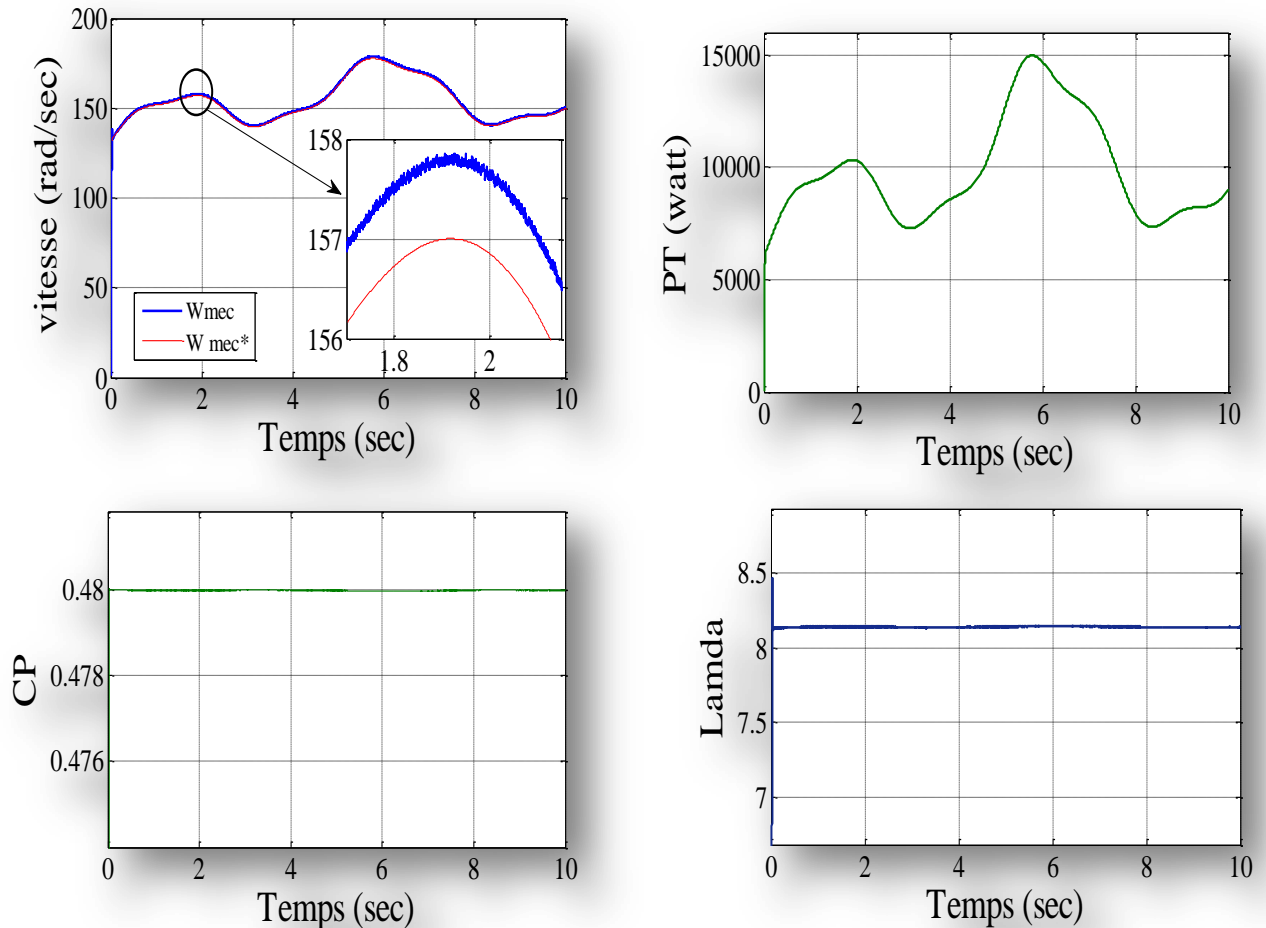 vitesse (rad/sec)
200
150
100
50
0
158
157
156
1.8
2
Wmec
W mec*
0 2 4 6 8 10
Temps (sec)
PT (watt)
15000
10000
5000
0
0 2 4 6 8 10
Temps (sec)
CP
0.48
0.478
0.476
0 2 4 6 8 10
Temps (sec)
Lamda
8.5
8
7.5
7
0 2 4 6 8 10
Temps (sec)